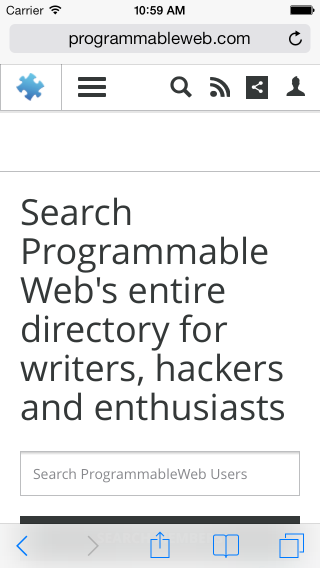 Carrier 10:59 AM
programmableweb.com
Search
Programmable
Web's entire
directory for
writers, hackers
and enthusiasts
Search ProgrammableWeb Users